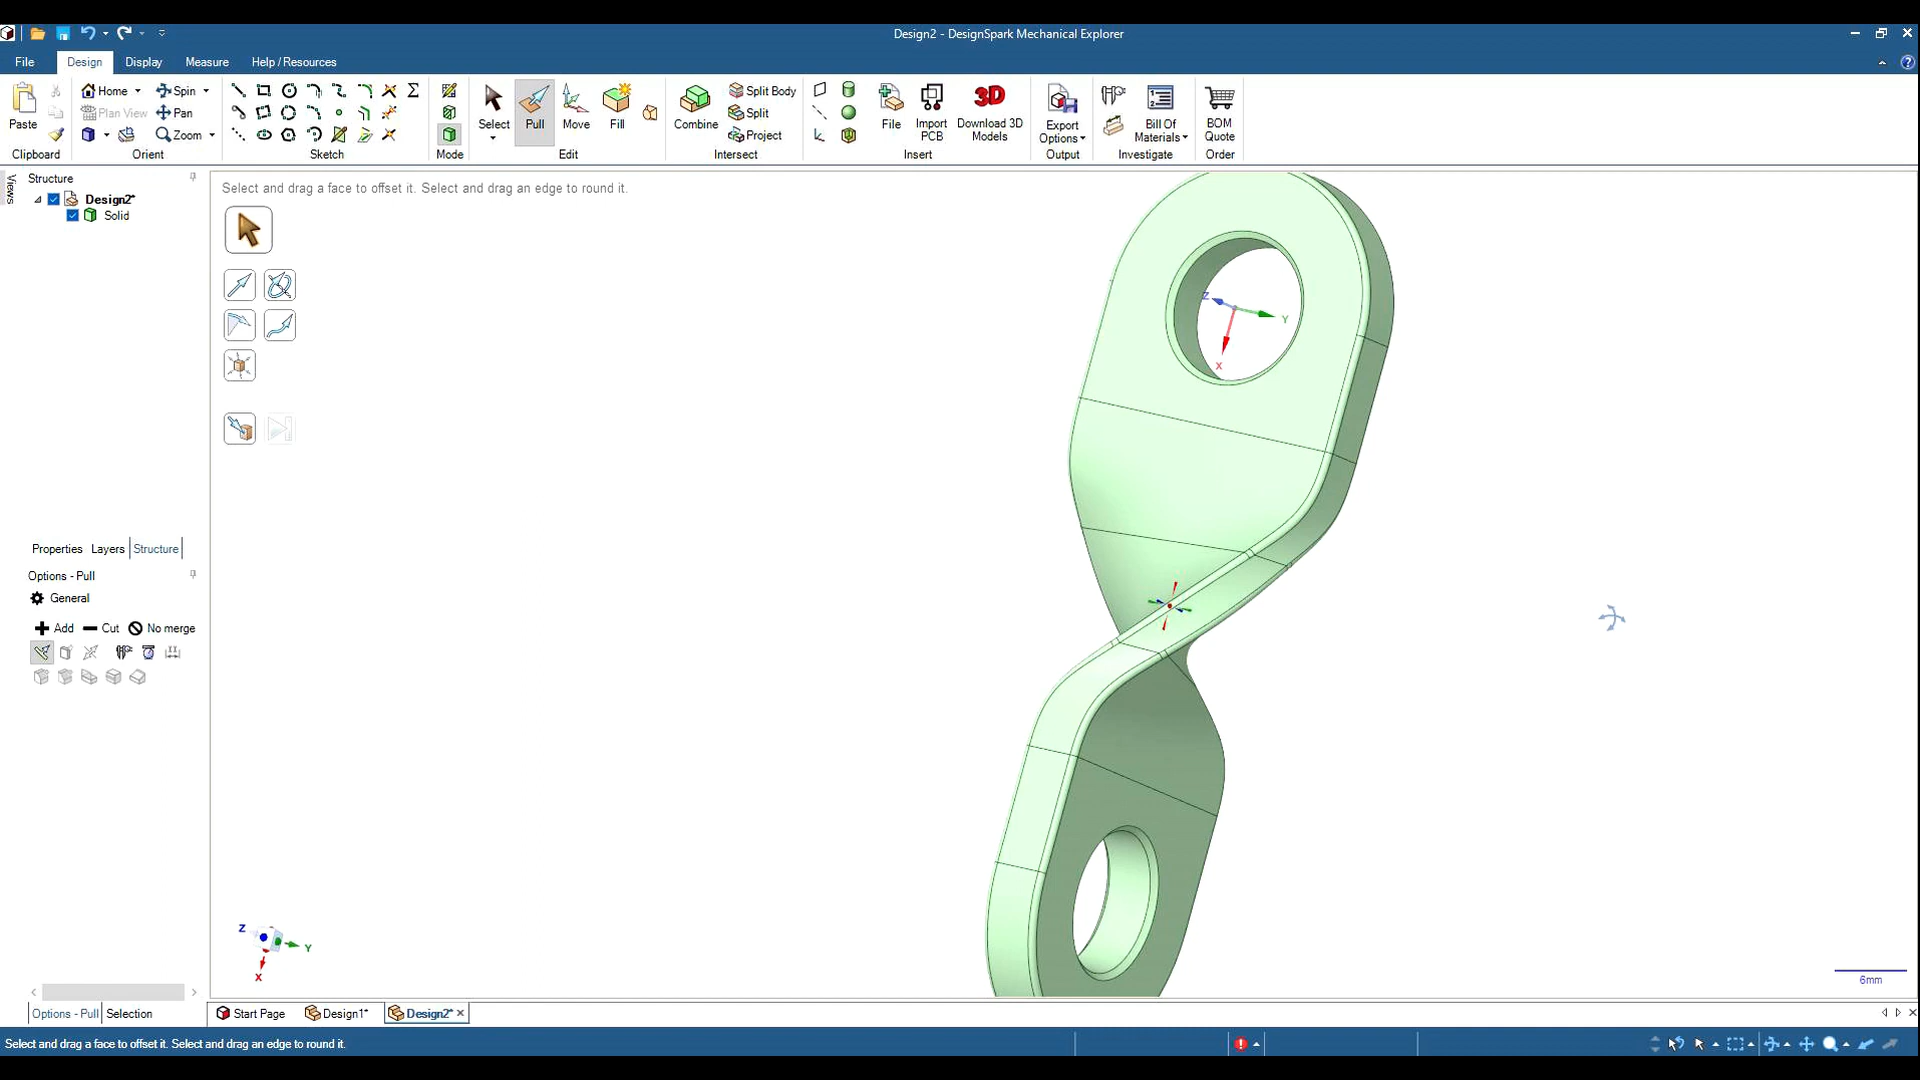 Design2 - DesignSpark Mechanical Explorer
File Design Display Measure Help / Resources
Paste
Home Spin
Plan View Pan
Zoom
Select Pull Move Fill
Combine
Split Body
Split
Project
File
Import PCB
Download 3D Models
Export Options
Bill Of Materials
BOM Quote
Clipboard Orient Sketch Mode Edit Intersect Insert Output Investigate Order
Views
Structure
Design2*
Solid
Select and drag a face to offset it. Select and drag an edge to round it.
Z
Y
X
Properties Layers Structure
Options - Pull
General
Add Cut No merge
Z
Y
X
6mm
Options - Pull Selection
Start Page Design1* Design2*
Select and drag a face to offset it. Select and drag an edge to round it.